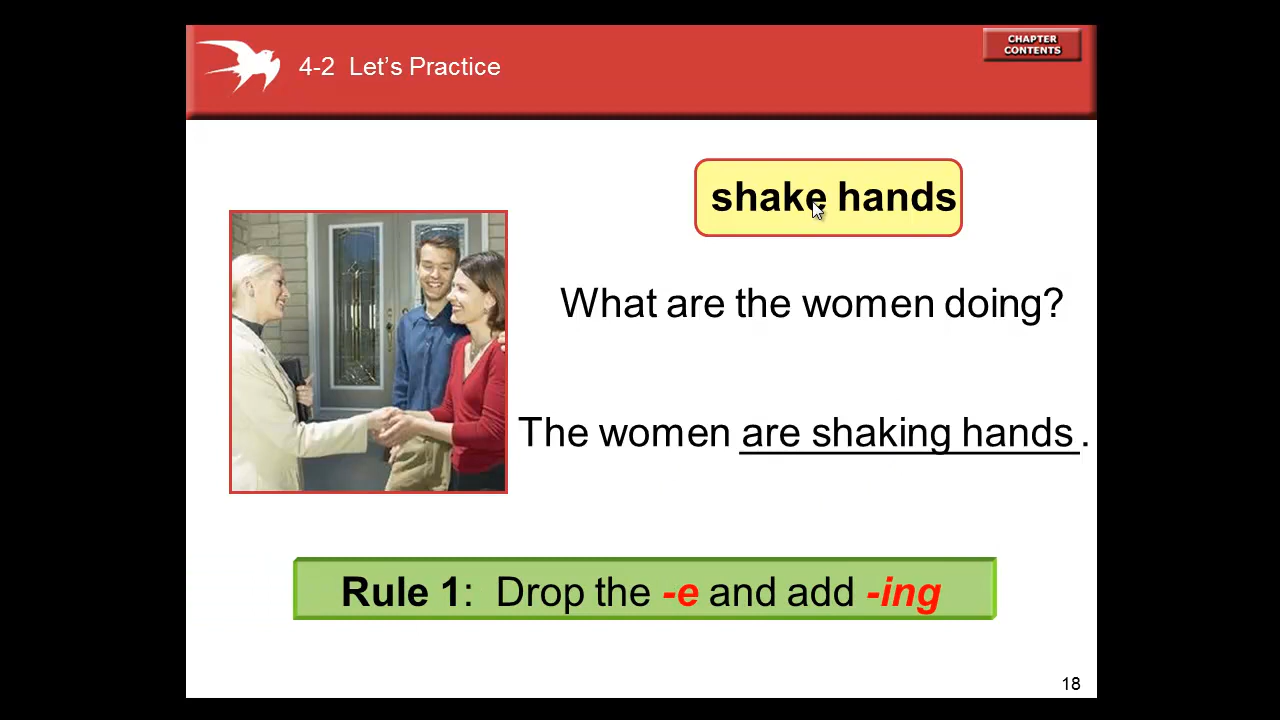 4-2 Let's Practice
CHAPTER
CONTENTS
shake hands
What are the women doing?
The women are shaking hands.
Rule 1: Drop the -e and add -ing
18